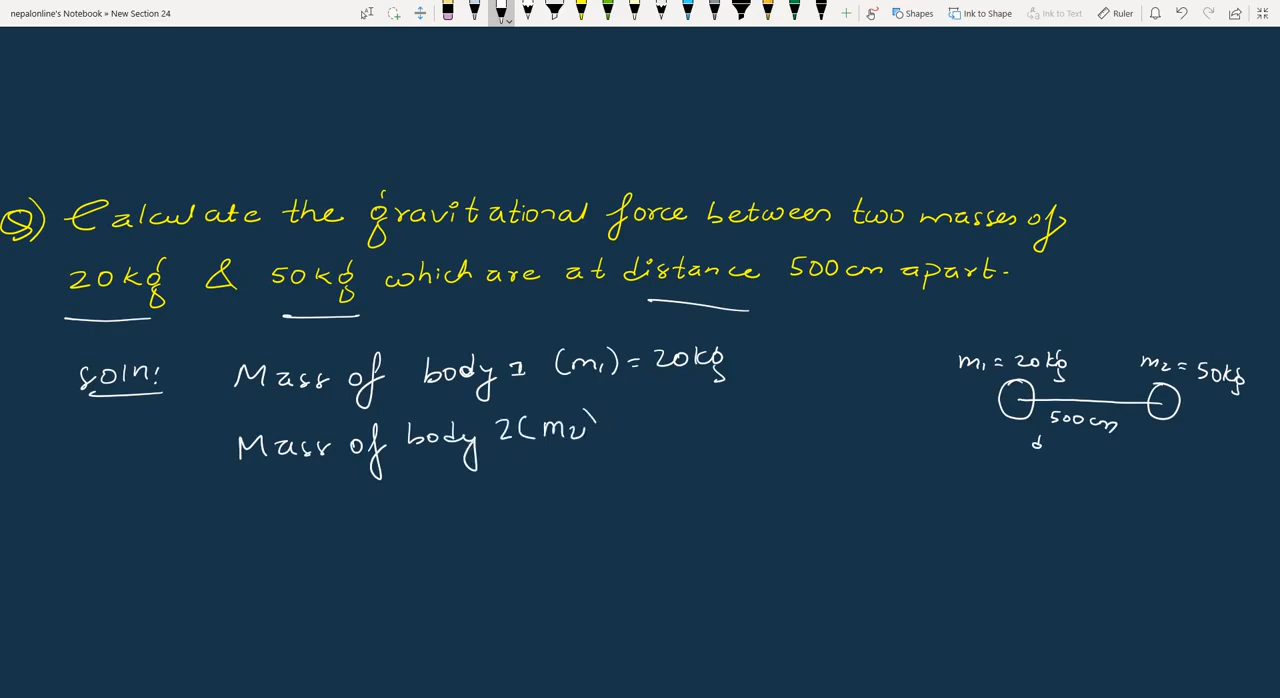 nepalonline's Notebook » New Section 24
Shapes Ink to Shape Ink to Text Ruler
Q) Calculate the gravitational force between two masses of
20kg & 50kg which are at distance 500cm apart.
Soln: Mass of body 1 (m1) = 20kg
Mass of body 2(m2)
m1 = 20kg m2 = 50kg
500cm
d